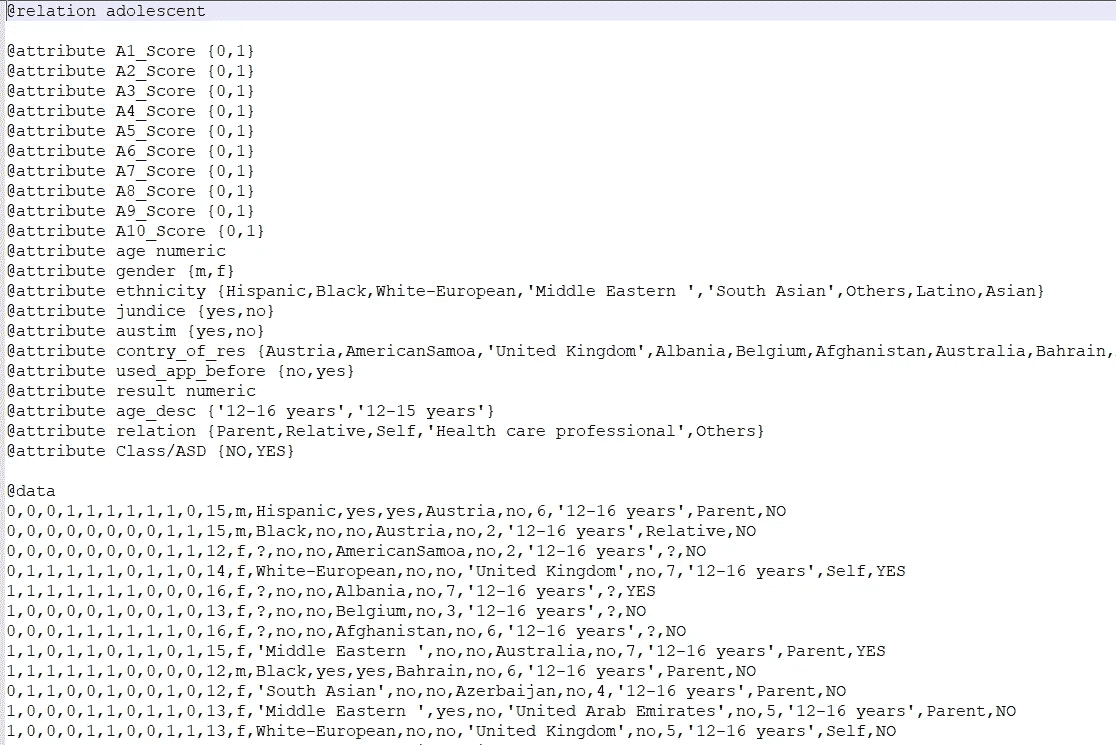 @relation adolescent
@attribute A1_Score {0,1}
@attribute A2_Score {0,1}
@attribute A3_Score {0,1}
@attribute A4_Score {0,1}
@attribute A5_Score {0,1}
@attribute A6_Score {0,1}
@attribute A7_Score {0,1}
@attribute A8_Score {0,1}
@attribute A9_Score {0,1}
@attribute A10_Score {0,1}
@attribute age numeric
@attribute gender {m,f}
@attribute ethnicity {Hispanic,Black,White-European,'Middle Eastern ','South Asian',Others,Latino,Asian}
@attribute jundice {yes,no}
@attribute austim {yes,no}
@attribute contry_of_res {Austria,AmericanSamoa,'United Kingdom',Albania,Belgium,Afghanistan,Australia,Bahrain,
@attribute used_app_before {no,yes}
@attribute result numeric
@attribute age_desc {'12-16 years','12-15 years'}
@attribute relation {Parent,Relative,Self,'Health care professional',Others}
@attribute Class/ASD {NO,YES}
@data
0,0,0,1,1,1,1,1,1,0,15,m,Hispanic,yes,yes,Austria,no,6,'12-16 years',Parent,NO
0,0,0,0,0,0,0,0,1,1,15,m,Black,no,no,Austria,no,2,'12-16 years',Relative,NO
0,0,0,0,0,0,0,0,1,1,12,f,?,no,no,AmericanSamoa,no,2,'12-16 years',?,NO
0,1,1,1,1,1,0,1,1,0,14,f,White-European,no,no,'United Kingdom',no,7,'12-16 years',Self,YES
1,1,1,1,1,1,1,0,0,0,16,f,?,no,no,Albania,no,7,'12-16 years',?,YES
1,0,0,0,0,1,0,0,1,0,13,f,?,no,no,Belgium,no,3,'12-16 years',?,NO
0,0,0,1,1,1,1,1,1,0,16,f,?,no,no,Afghanistan,no,6,'12-16 years',?,NO
1,1,0,1,1,0,1,1,0,1,15,f,'Middle Eastern ',no,no,Australia,no,7,'12-16 years',Parent,YES
1,1,1,1,1,1,0,0,0,0,12,m,Black,yes,yes,Bahrain,no,6,'12-16 years',Parent,NO
0,1,1,0,0,1,0,0,1,0,12,f,'South Asian',no,no,Azerbaijan,no,4,'12-16 years',Parent,NO
1,0,0,0,1,1,0,1,1,0,13,f,'Middle Eastern ',yes,no,'United Arab Emirates',no,5,'12-16 years',Parent,NO
1,0,0,0,1,1,0,0,1,1,13,f,White-European,no,no,'United Kingdom',no,5,'12-16 years',Self,NO